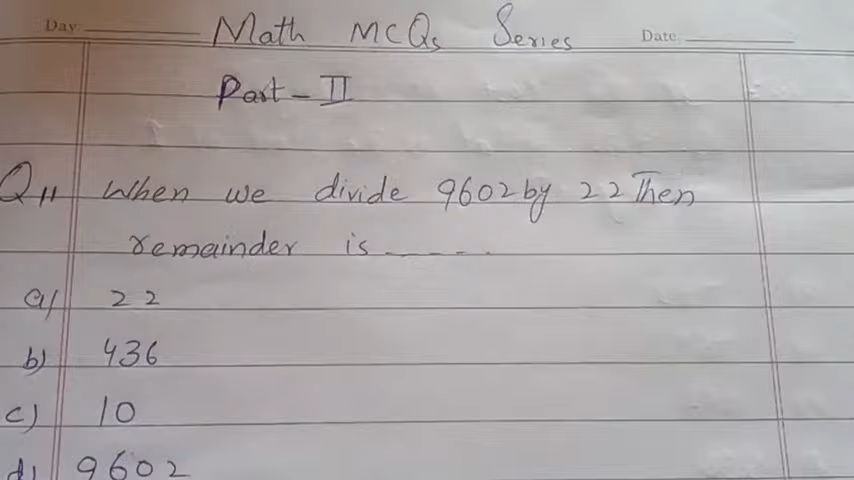 Day Math MCQs Series Date
Part - II
Q11 When we divide 9602 by 22 Then
remainder is -----.
a) 22
b) 436
c) 10
d) 9602